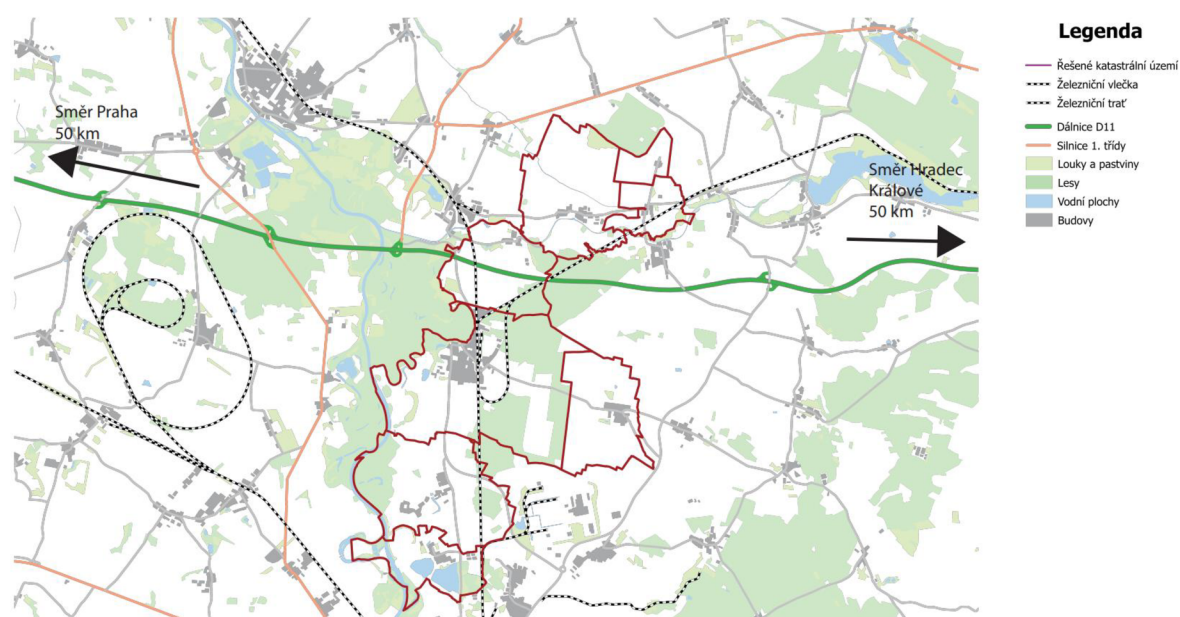 Směr Praha
50 km
Směr Hradec
Králové
50 km
Legenda
Řešené katastrální území
Železniční vlečka
Železniční trať
Dálnice D11
Silnice 1. třídy
Louky a pastviny
Lesy
Vodní plochy
Budovy